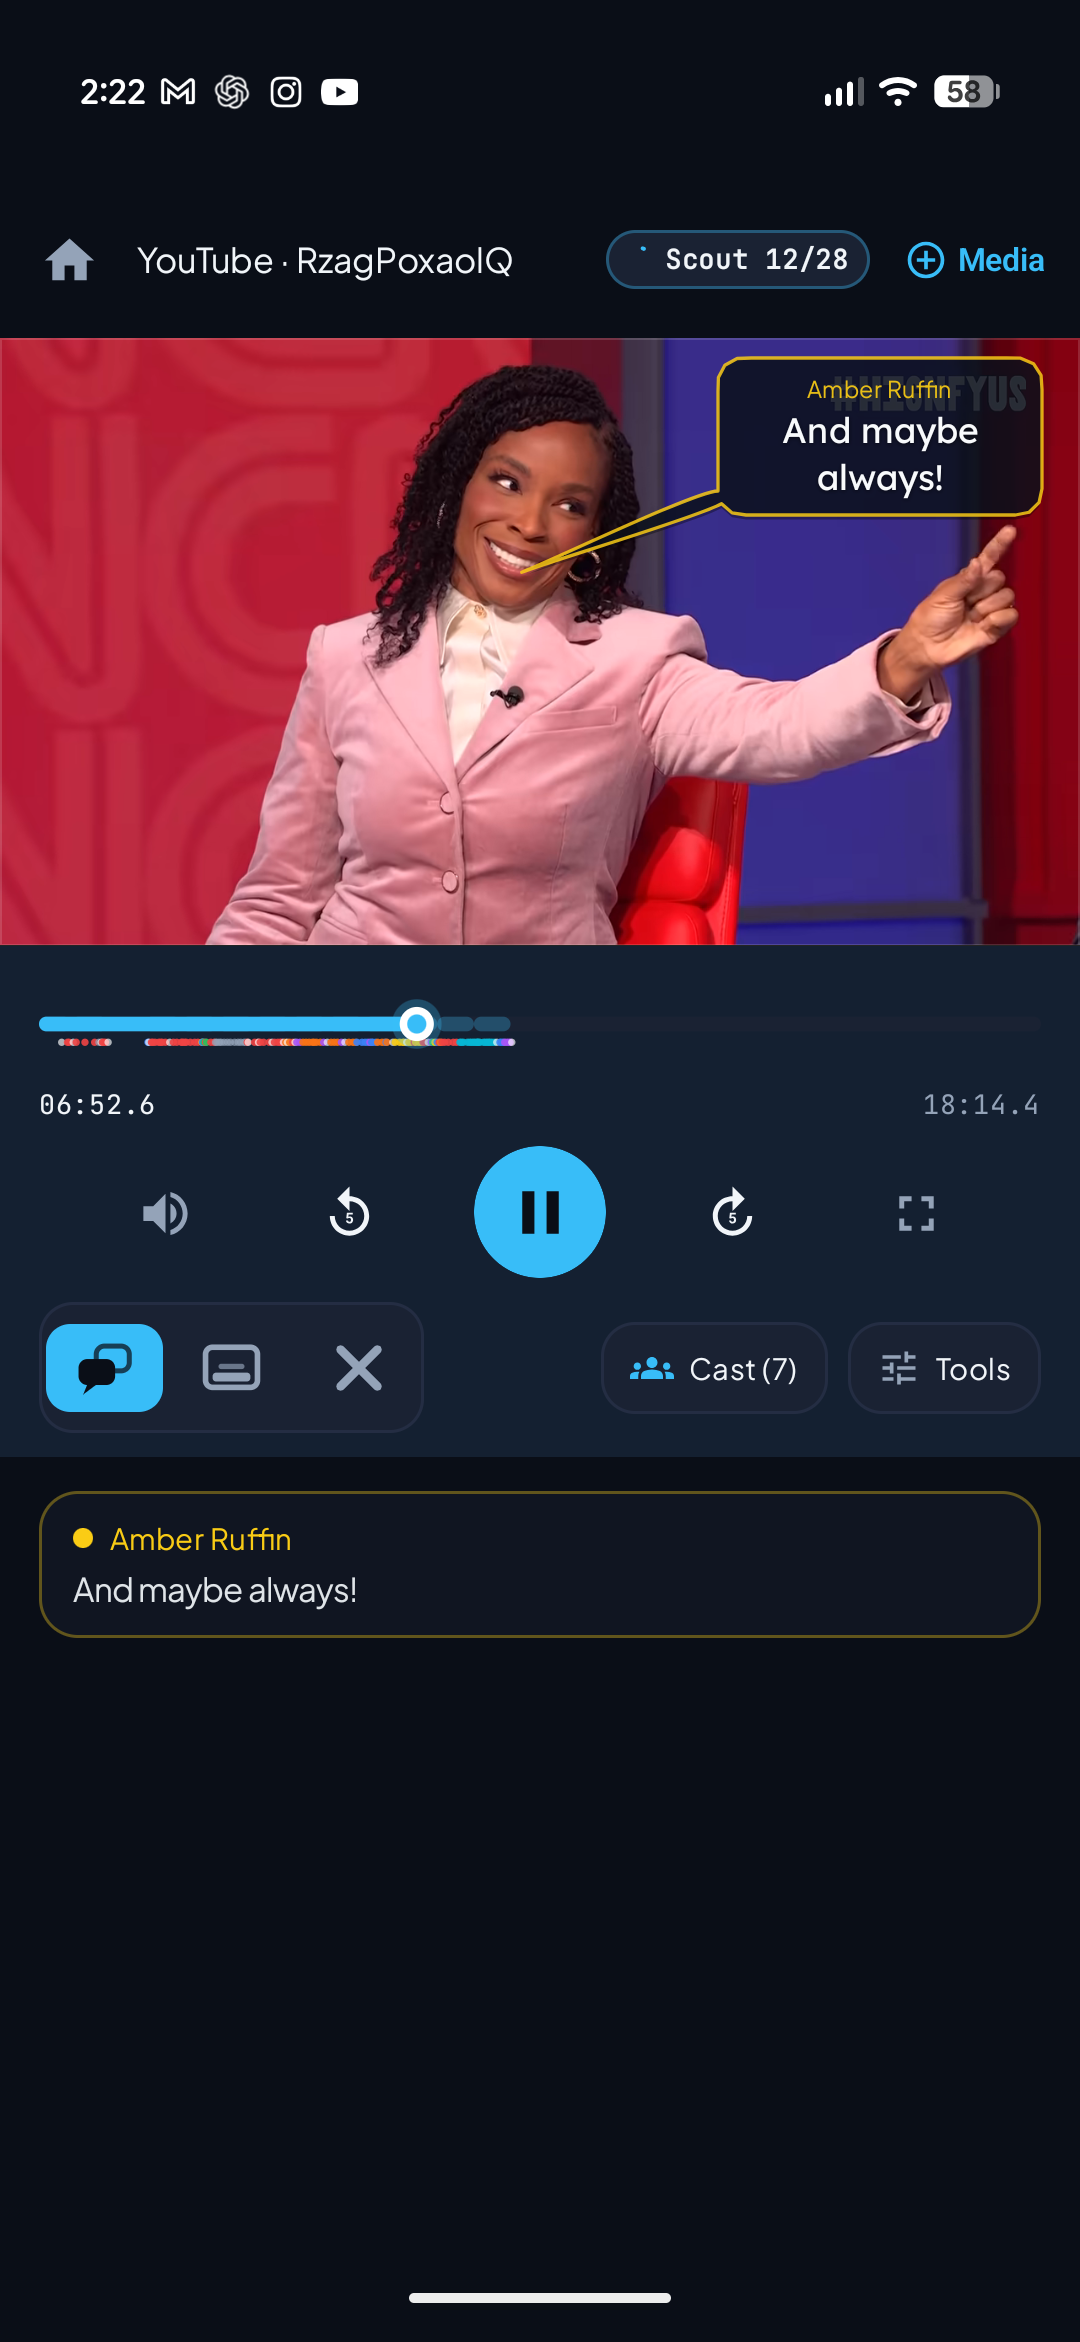 2:22
58
YouTube · RzagPoxaoIQ
Scout 12/28
Media
Amber Ruffin
And maybe
always!
06:52.6
18:14.4
5
5
Cast (7)
Tools
Amber Ruffin
And maybe always!